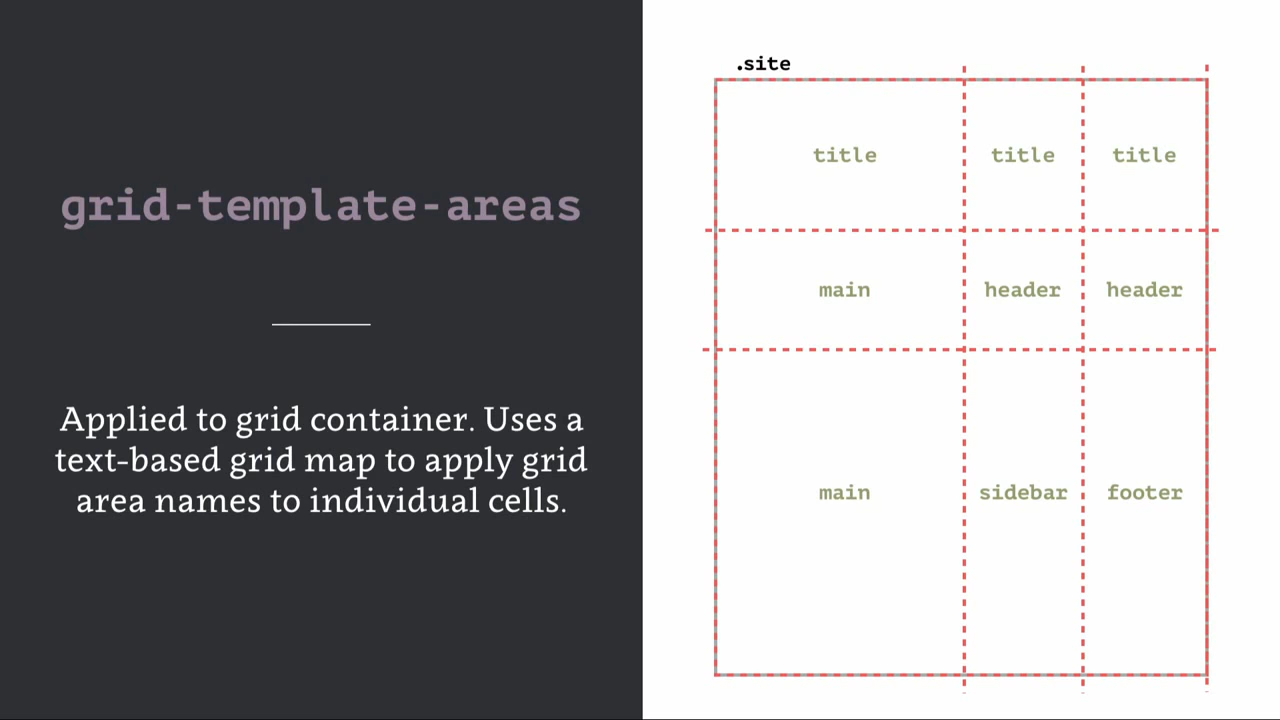 grid-template-areas
Applied to grid container. Uses a
text-based grid map to apply grid
area names to individual cells.
.site
title title title
main header header
main sidebar footer